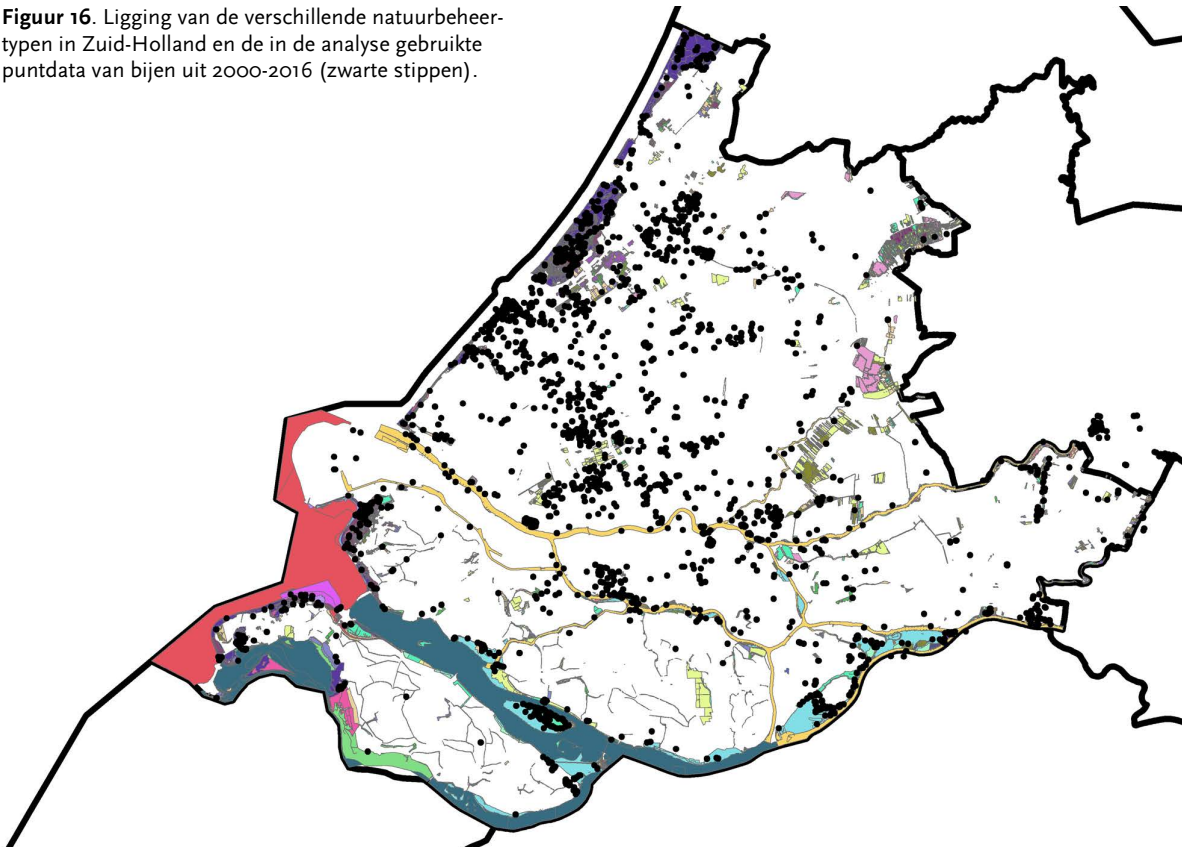 Figuur 16. Ligging van de verschillende natuurbeheer-
typen in Zuid-Holland en de in de analyse gebruikte
puntdata van bijen uit 2000-2016 (zwarte stippen).